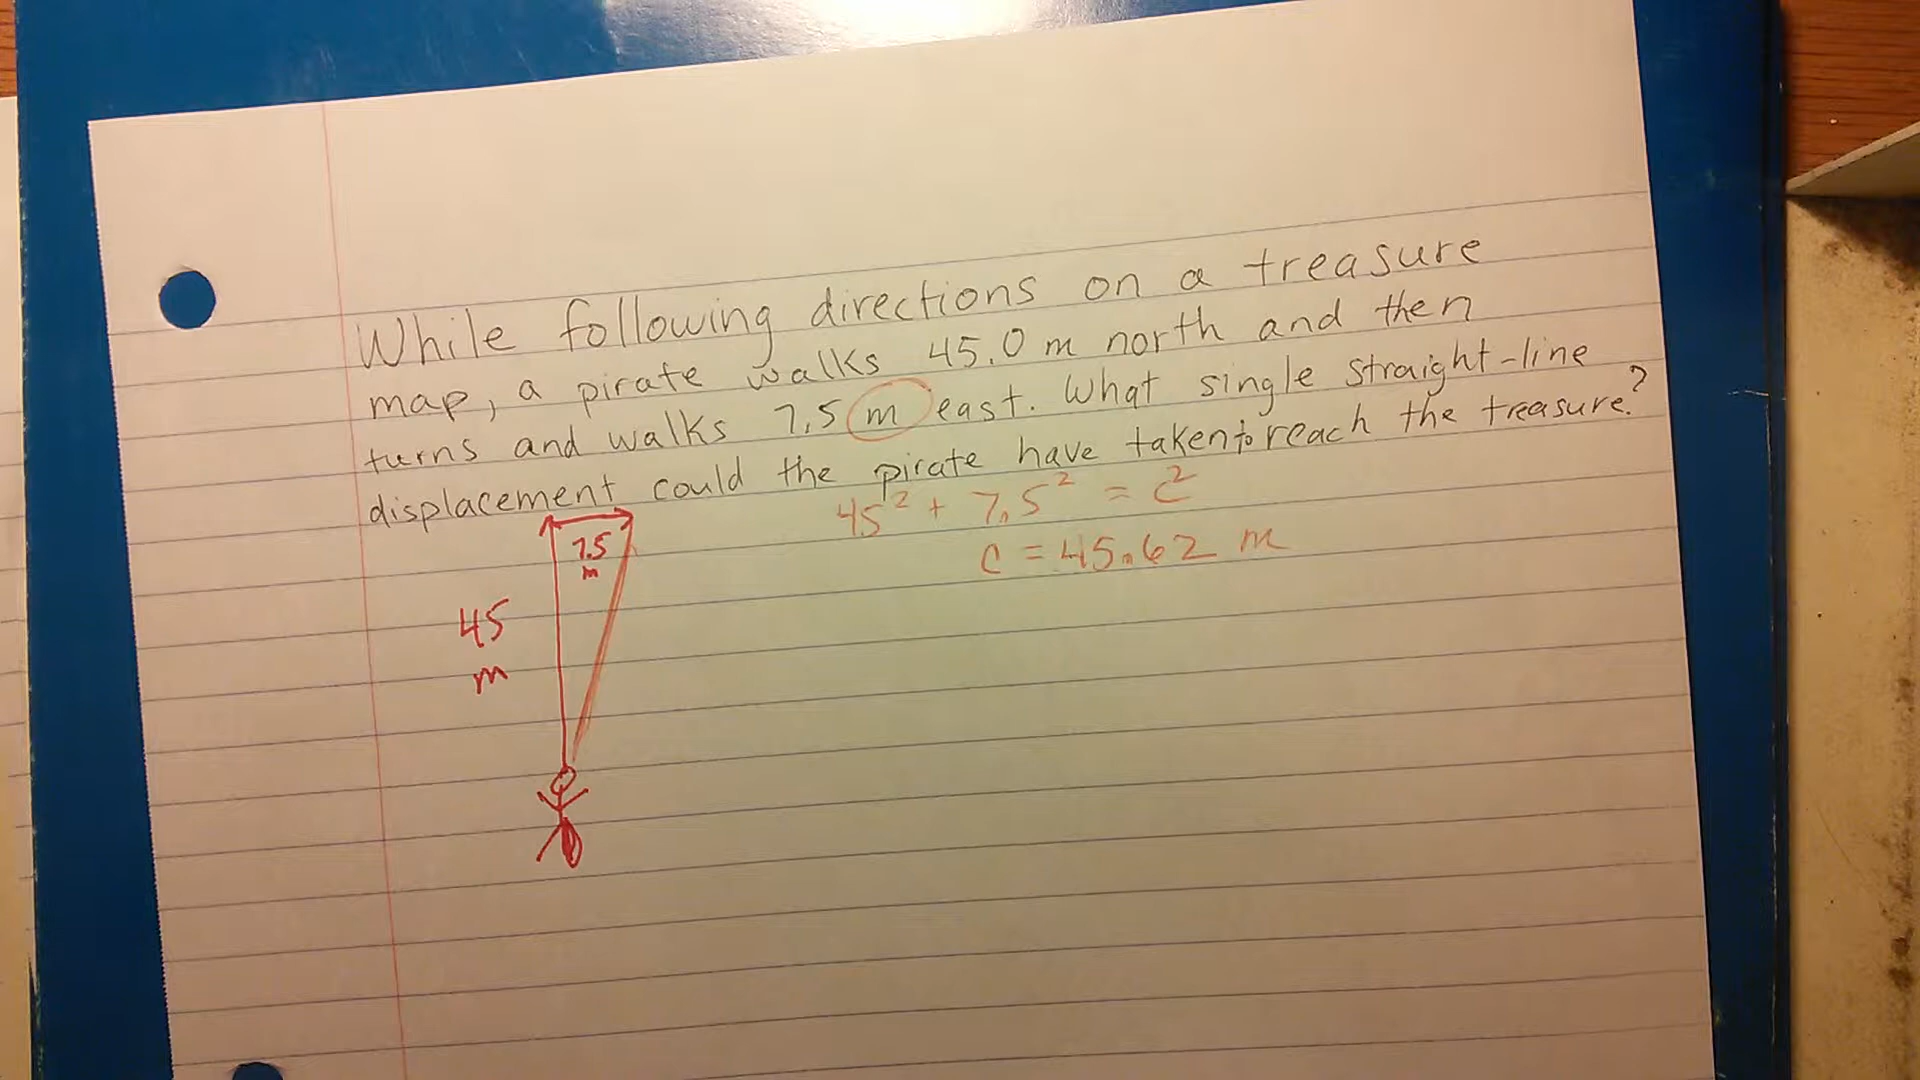 While following directions on a treasure
map, a pirate walks 45.0 m north and then
turns and walks 7.5 m east. What single straight-line
displacement could the pirate have taken to reach the treasure?
45² + 7.5² = c²
c = 45.62 m
7.5
m
45
m